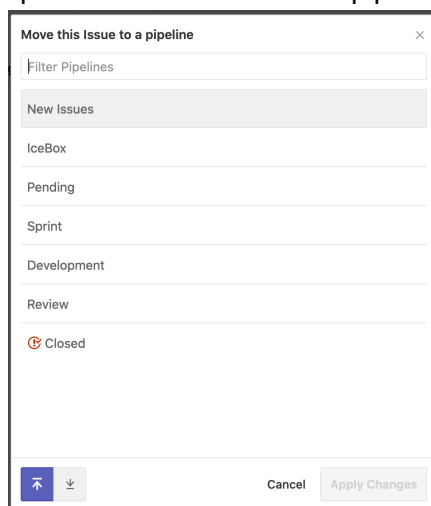 Move this Issue to a pipeline
Filter Pipelines
New Issues
IceBox
Pending
Sprint
Development
Review
Closed
Cancel Apply Changes